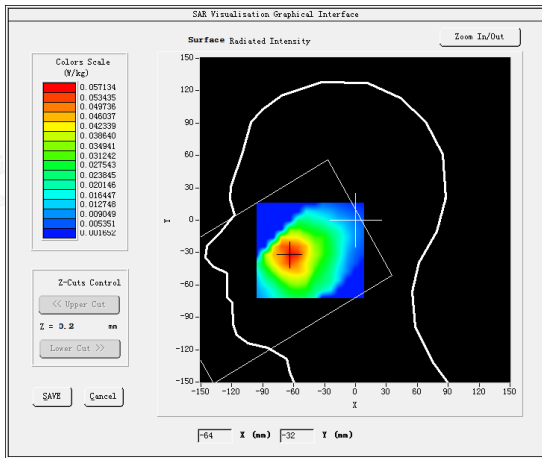 SAR Visualisation Graphical Interface
Surface Radiated Intensity
Zoom In/Out
Colors Scale
(W/kg)
0.057134
0.053435
0.049736
0.046037
0.042339
0.038640
0.034941
0.031242
0.027543
0.023845
0.020146
0.016447
0.012748
0.009049
0.005351
0.001652
Z-Cuts Control
<< Upper Cut
Z = 0.2 mm
Lower Cut >>
SAVE
Cancel
150
120
90
60
30
0
-30
-60
-90
-120
-150
Y
-150 -120 -90 -60 -30 0 30 60 90 120 150
X
-64 X (mm) -32 Y (mm)